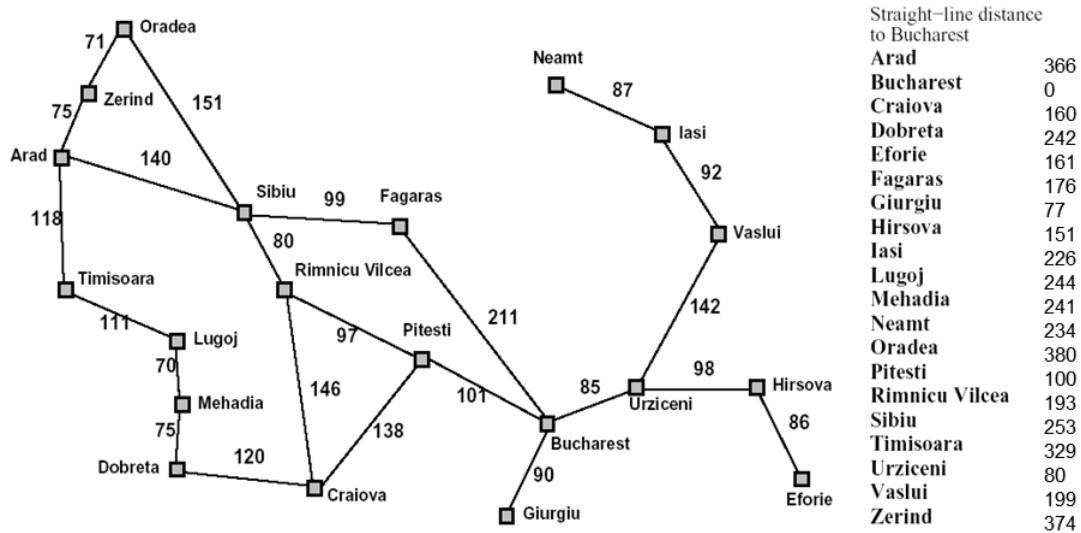 Oradea
71
Neamt
87
Zerind
75
151
Iasi
Arad
140
92
Sibiu
99
Fagaras
118
80
Vaslui
Rimnicu Vilcea
Timisoara
142
111
97
Pitesti
211
Lugoj
70
98
85
Hirsova
146
101
Urziceni
Mehadia
86
75
138
Bucharest
120
90
Dobreta
Craiova
Eforie
Giurgiu
Straight−line distance
to Bucharest
Arad 366
Bucharest 0
Craiova 160
Dobreta 242
Eforie 161
Fagaras 176
Giurgiu 77
Hirsova 151
Iasi 226
Lugoj 244
Mehadia 241
Neamt 234
Oradea 380
Pitesti 100
Rimnicu Vilcea 193
Sibiu 253
Timisoara 329
Urziceni 80
Vaslui 199
Zerind 374